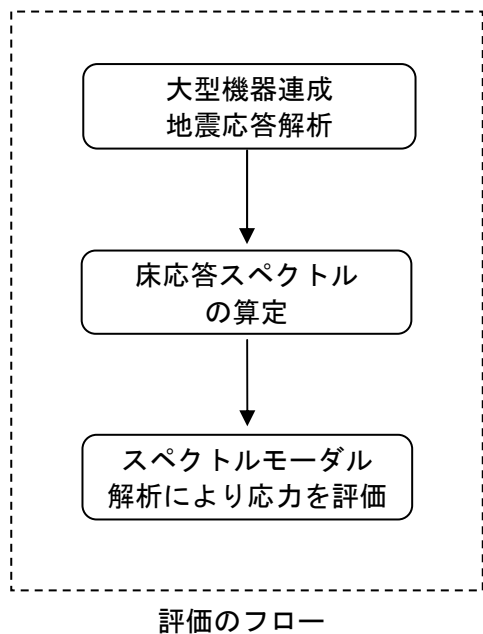 大型機器連成
地震応答解析
床応答スペクトル
の算定
スペクトルモーダル
解析により応力を評価
評価のフロー